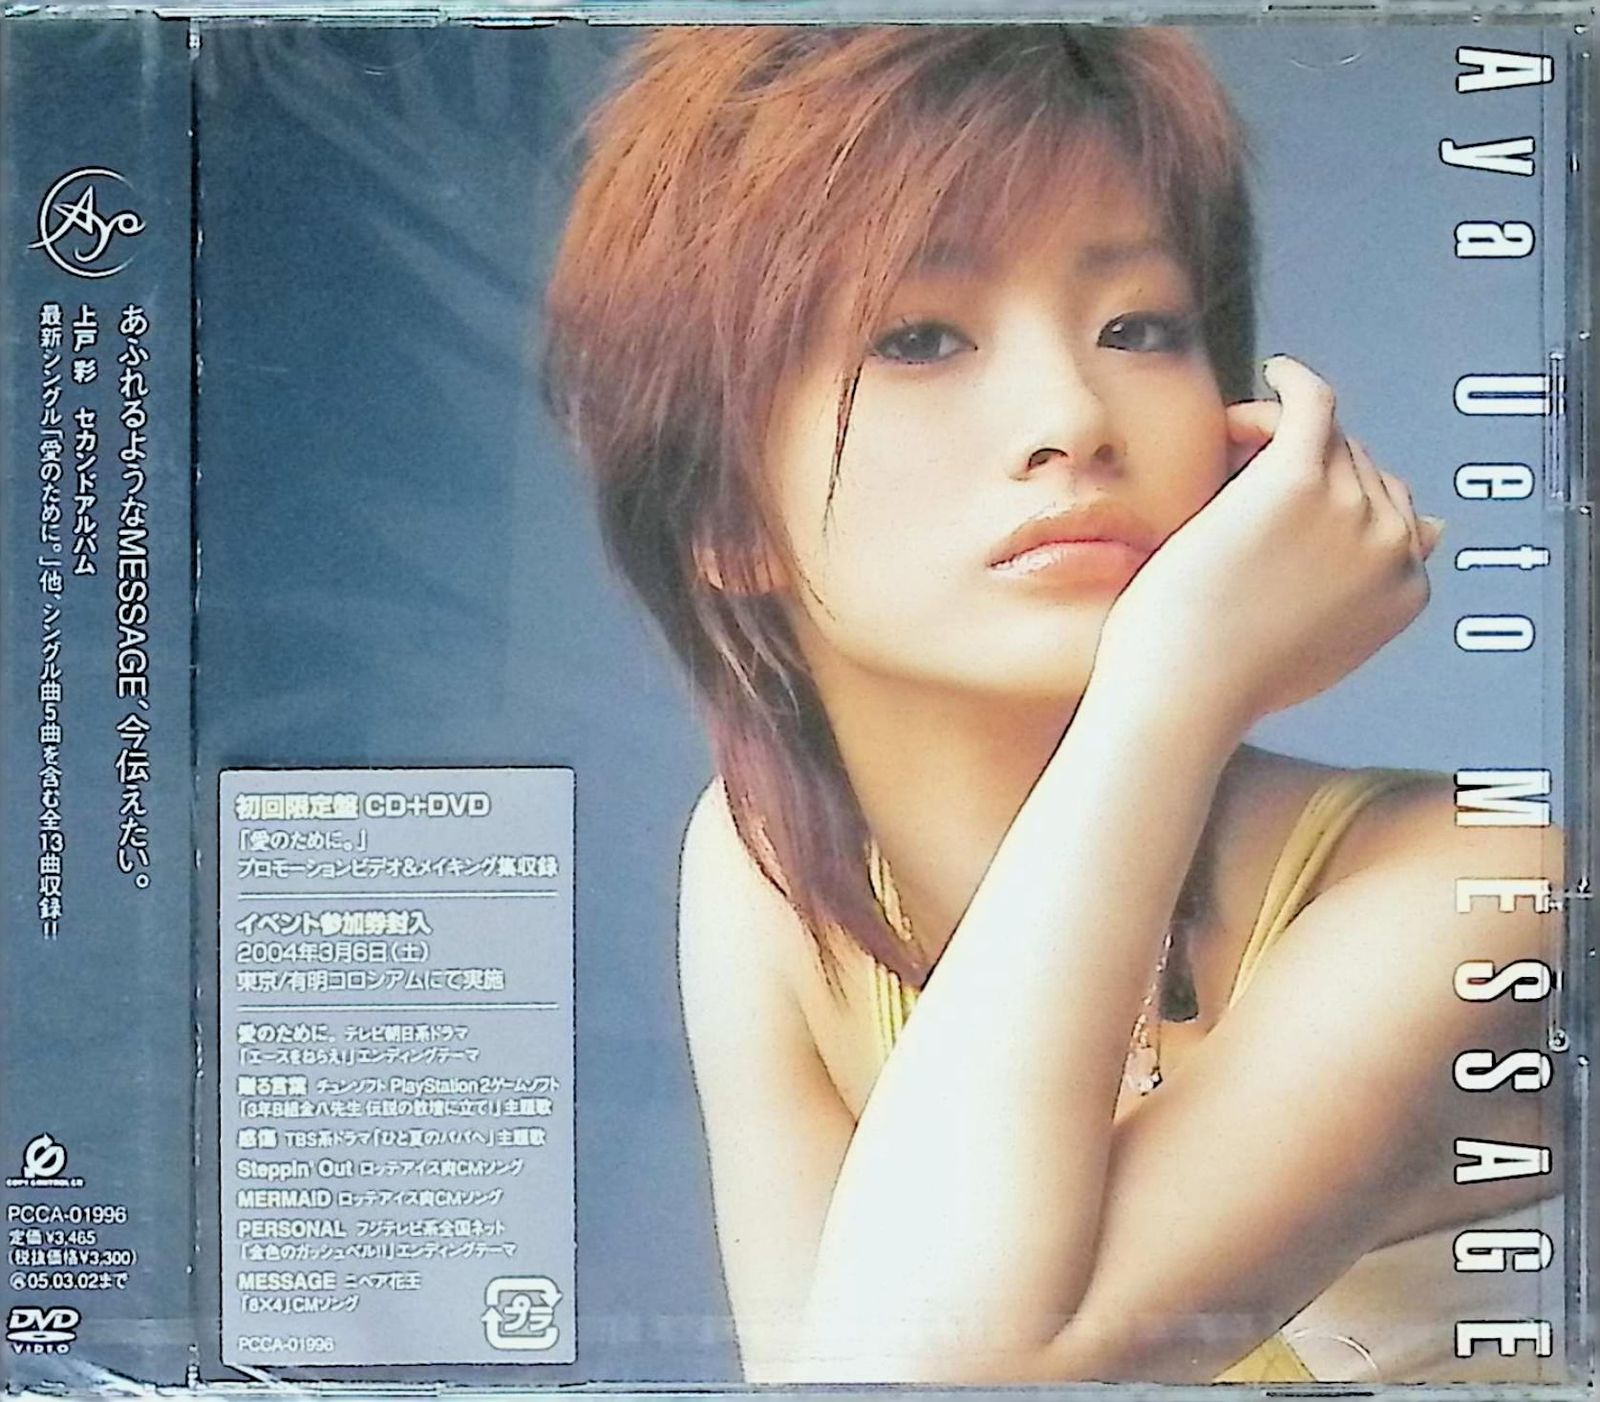 Aya
あふれるようなMESSAGE、今伝えたい。
上戸 彩 セカンドアルバム
最新シングル「愛のために。」他、シングル曲5曲を含む全13曲収録!!
COPY CONTROL CD
PCCA-01996
定価¥3,465
(税抜価格¥3,300)
05.03.02まで
DVD
VIDEO
初回限定盤 CD+DVD
「愛のために。」
プロモーションビデオ&メイキング集収録
イベント参加券封入
2004年3月6日(土)
東京/有明コロシアムにて実施
愛のために。 テレビ朝日系ドラマ
「エースをねらえ!」エンディングテーマ
贈る言葉 チュンソフト PlayStation 2ゲームソフト
「3年B組金八先生 伝説の教壇に立て!」主題歌
感傷 TBS系ドラマ「ひと夏のパパへ」主題歌
Steppin' Out ロッテアイス爽CMソング
MERMAID ロッテアイス爽CMソング
PERSONAL フジテレビ系全国ネット
「金色のガッシュベル!!」エンディングテーマ
MESSAGE ニベア花王
「8×4」CMソング
PCCA-01996
プラ
Aya Ueto MESSAGE